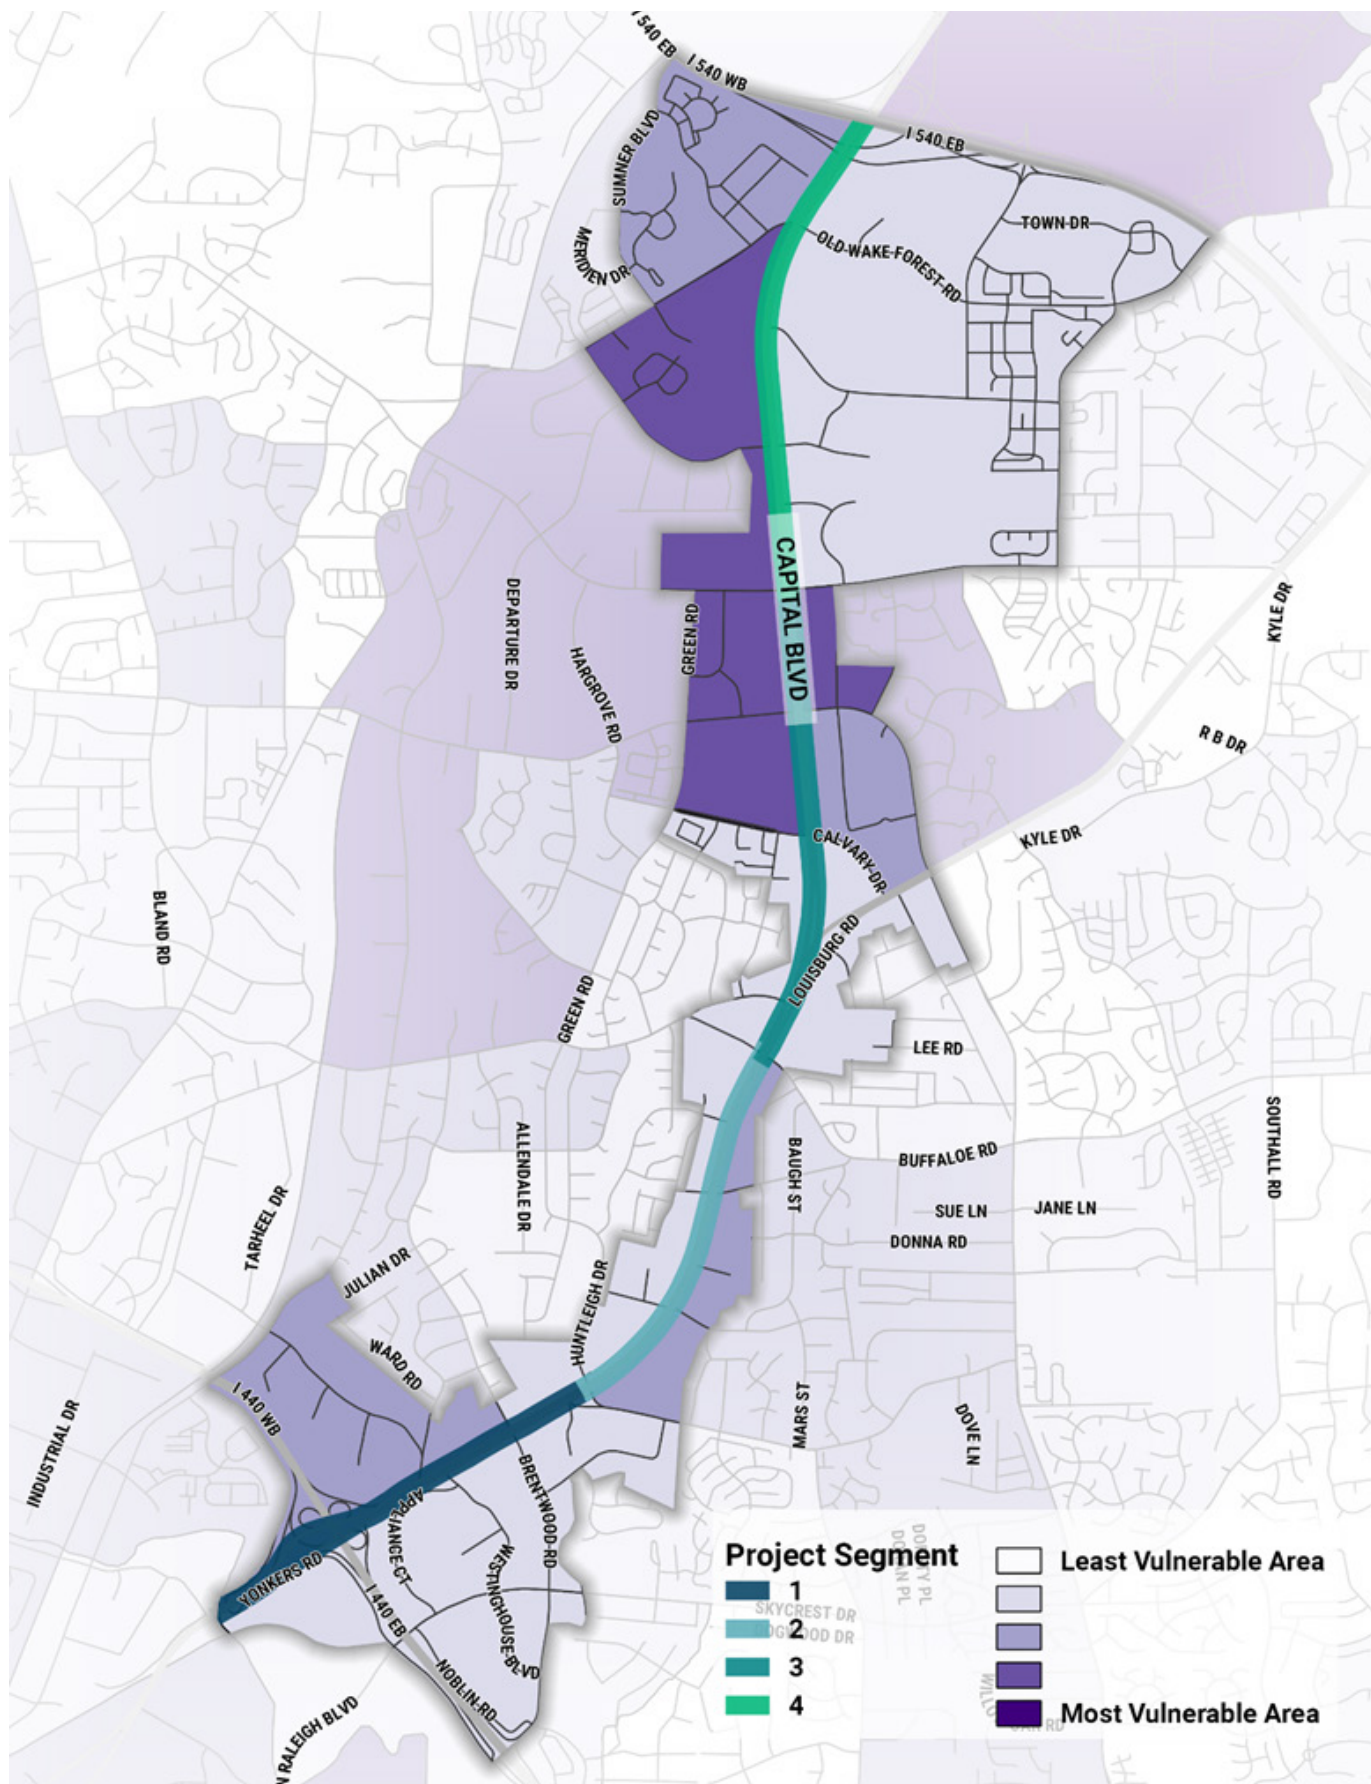 I 540 EB
I 540 WB
I 540 EB
SUMNER BLVD
TOWN DR
OLD WAKE FOREST RD
MERIDIEN DR
CAPITAL BLVD
DEPARTURE DR
GREEN RD
KYLE DR
HARGROVE RD
R B DR
KYLE DR
CALVARY DR
BLAND RD
LOUISBURG RD
GREEN RD
LEE RD
ALLENDALE DR
BAUGH ST
BUFFALOE RD
SOUTHALL RD
SUE LN
JANE LN
TARHEEL DR
DONNA RD
JULIAN DR
HUNTLEIGH DR
WARD RD
I 440 WB
MARS ST
DOVE LN
INDUSTRIAL DR
BRENTWOOD RD
APPLIANCE CT
YONKERS RD
WESTINGHOUSE BLVD
I 440 EB
NOBLIN RD
N RALEIGH BLVD
Project Segment
1
2
3
4
Least Vulnerable Area
Most Vulnerable Area
SKYCREST DR
DOGWOOD DR